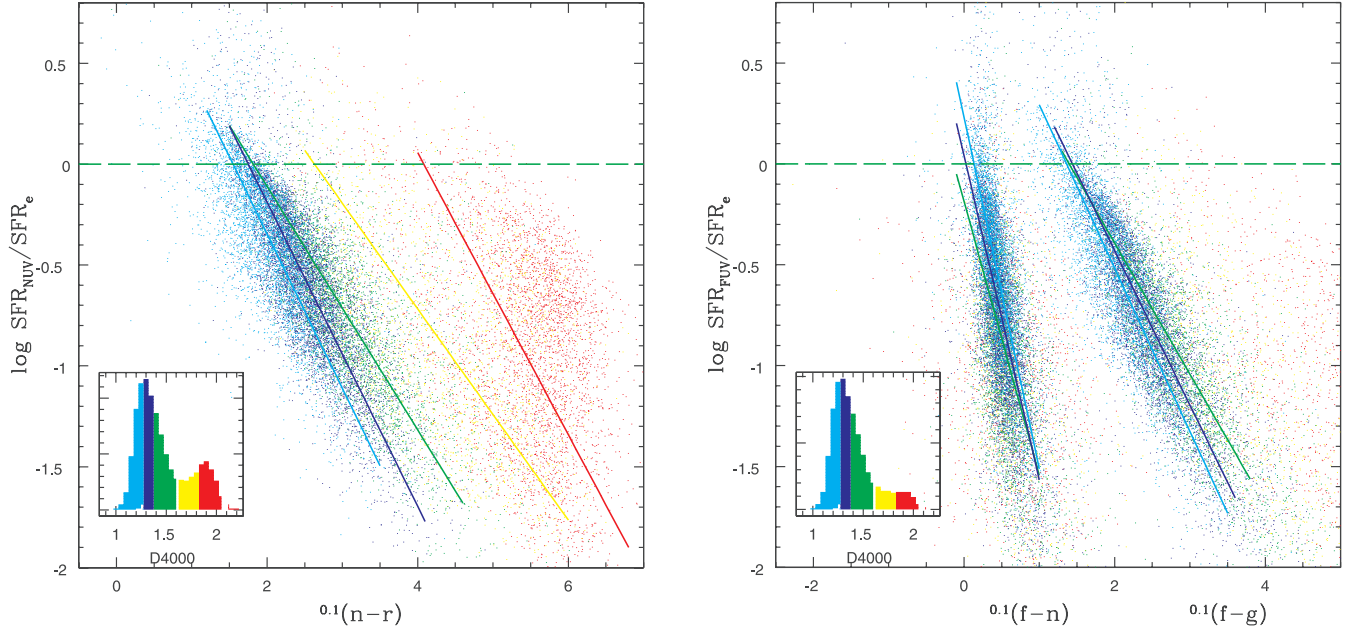 0.5
0
-0.5
-1
-1.5
-2
log SFR_NUV/SFR_e
1 1.5 2
D4000
0 2 4 6
0.1(n−r)
0.5
0
-0.5
-1
-1.5
-2
log SFR_FUV/SFR_e
1 1.5 2
D4000
-2 0 2 4
0.1(f−n) 0.1(f−g)